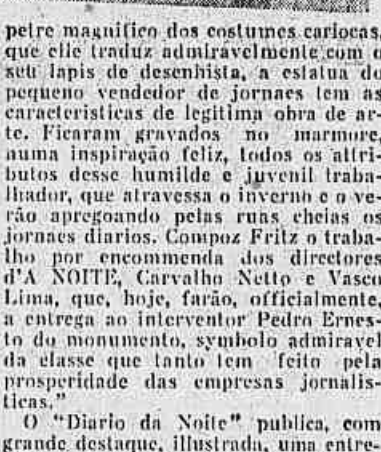 petre magnifico dos costumes cariocas,
que elle traduz admiravelmente com o
seu lapis de desenhista, a estatua do
pequeno vendedor de jornaes tem as
caracteristicas de legitima obra de ar-
te. Ficaram gravados no marmore,
numa inspiração feliz, todos os attri-
butos desse humilde e juvenil traba-
lhador, que atravessa o inverno e o ve-
rão apregoando pelas ruas cheias os
jornaes diarios. Compoz Fritz o traba-
lho por encommenda dos directores
d'A NOITE, Carvalho Netto e Vasco
Lima, que, hoje, farão, officialmente,
a entrega ao interventor Pedro Ernes-
to do monumento, symbolo admiravel
da classe que tanto tem feito pela
prosperidade das empresas jornalis-
ticas."
O "Diario da Noite" publica, com
grande destaque, illustrada, uma entre-